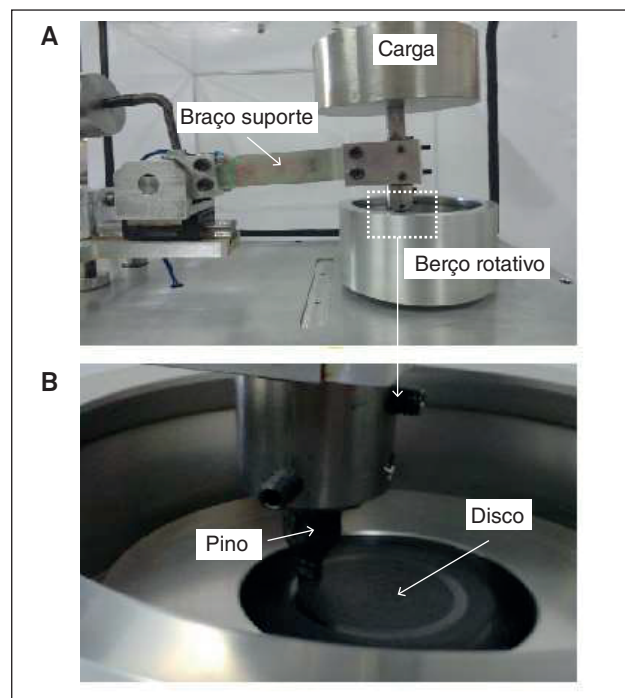 A
Carga
Braço suporte
Berço rotativo
B
Pino
Disco